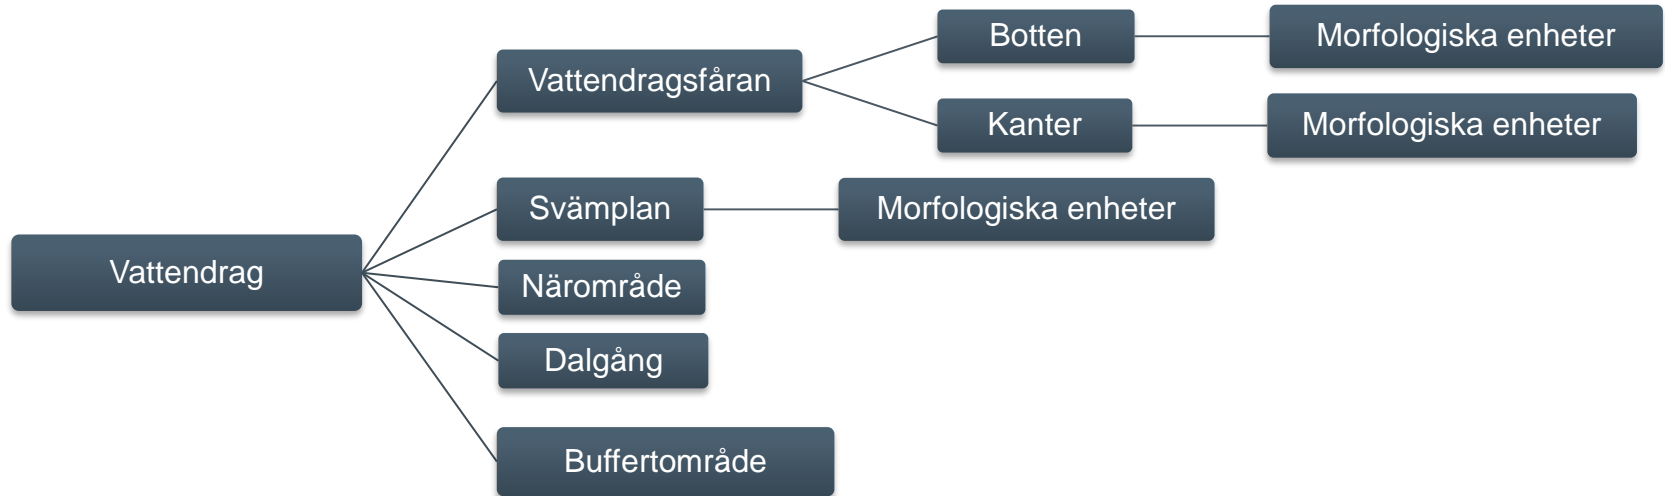 Vattendrag
Vattendragsfåran
Botten
Morfologiska enheter
Kanter
Morfologiska enheter
Svämplan
Morfologiska enheter
Närområde
Dalgång
Buffertområde